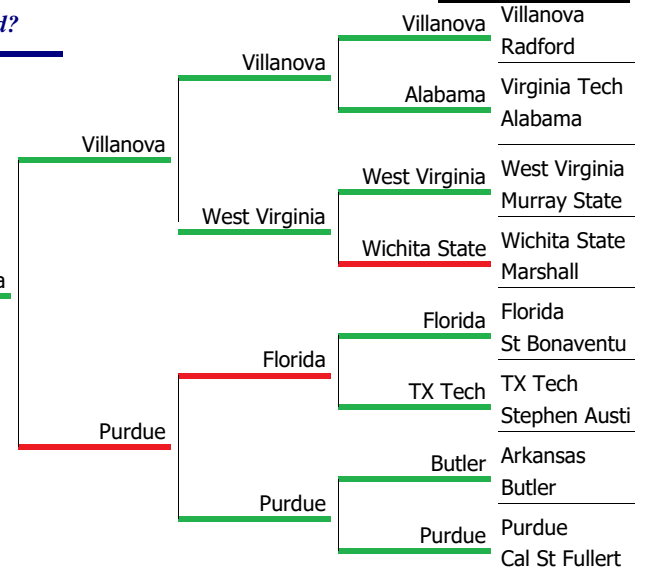 d?
Villanova
Villanova
Radford
Villanova
Virginia Tech
Alabama
Alabama
Villanova
West Virginia
West Virginia
Murray State
West Virginia
Wichita State
Wichita State
Marshall
a
Florida
Florida
St Bonaventu
Florida
TX Tech
TX Tech
Stephen Austi
Purdue
Butler
Arkansas
Butler
Purdue
Purdue
Purdue
Cal St Fullert